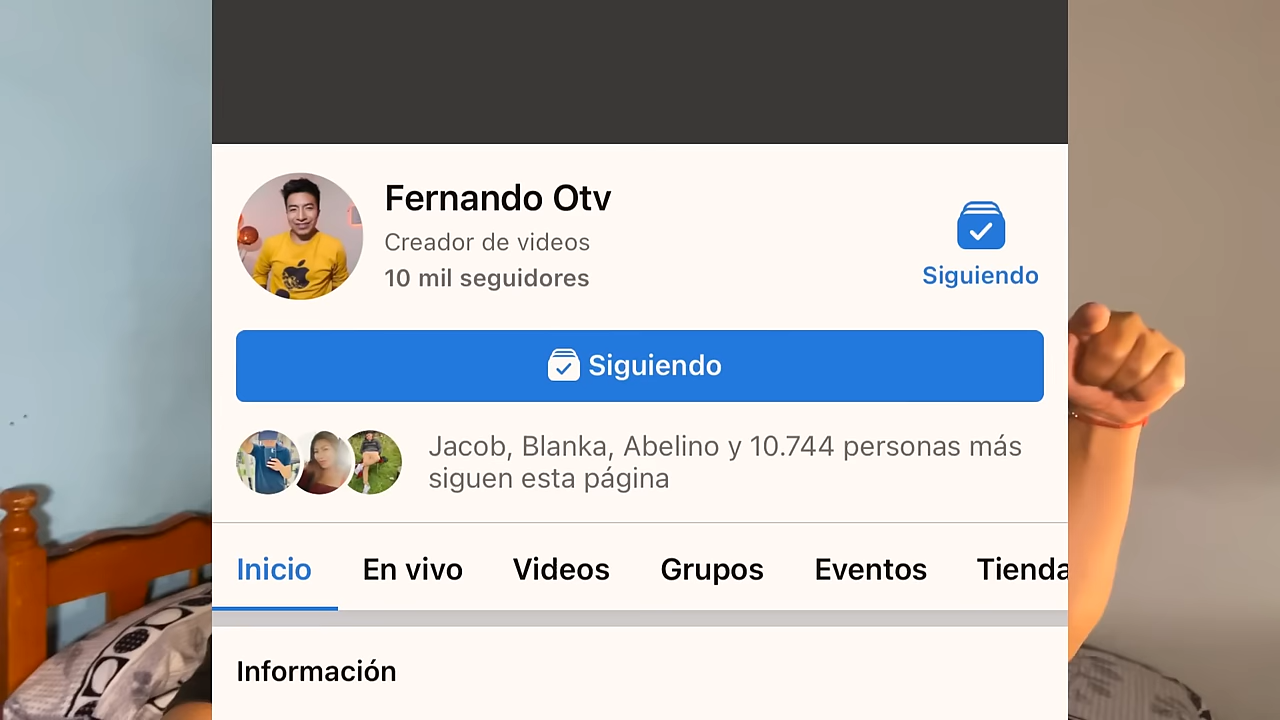 Fernando Otv
Creador de videos
10 mil seguidores
Siguiendo
Siguiendo
Jacob, Blanka, Abelino y 10.744 personas más
siguen esta página
Inicio En vivo Videos Grupos Eventos Tienda
Información